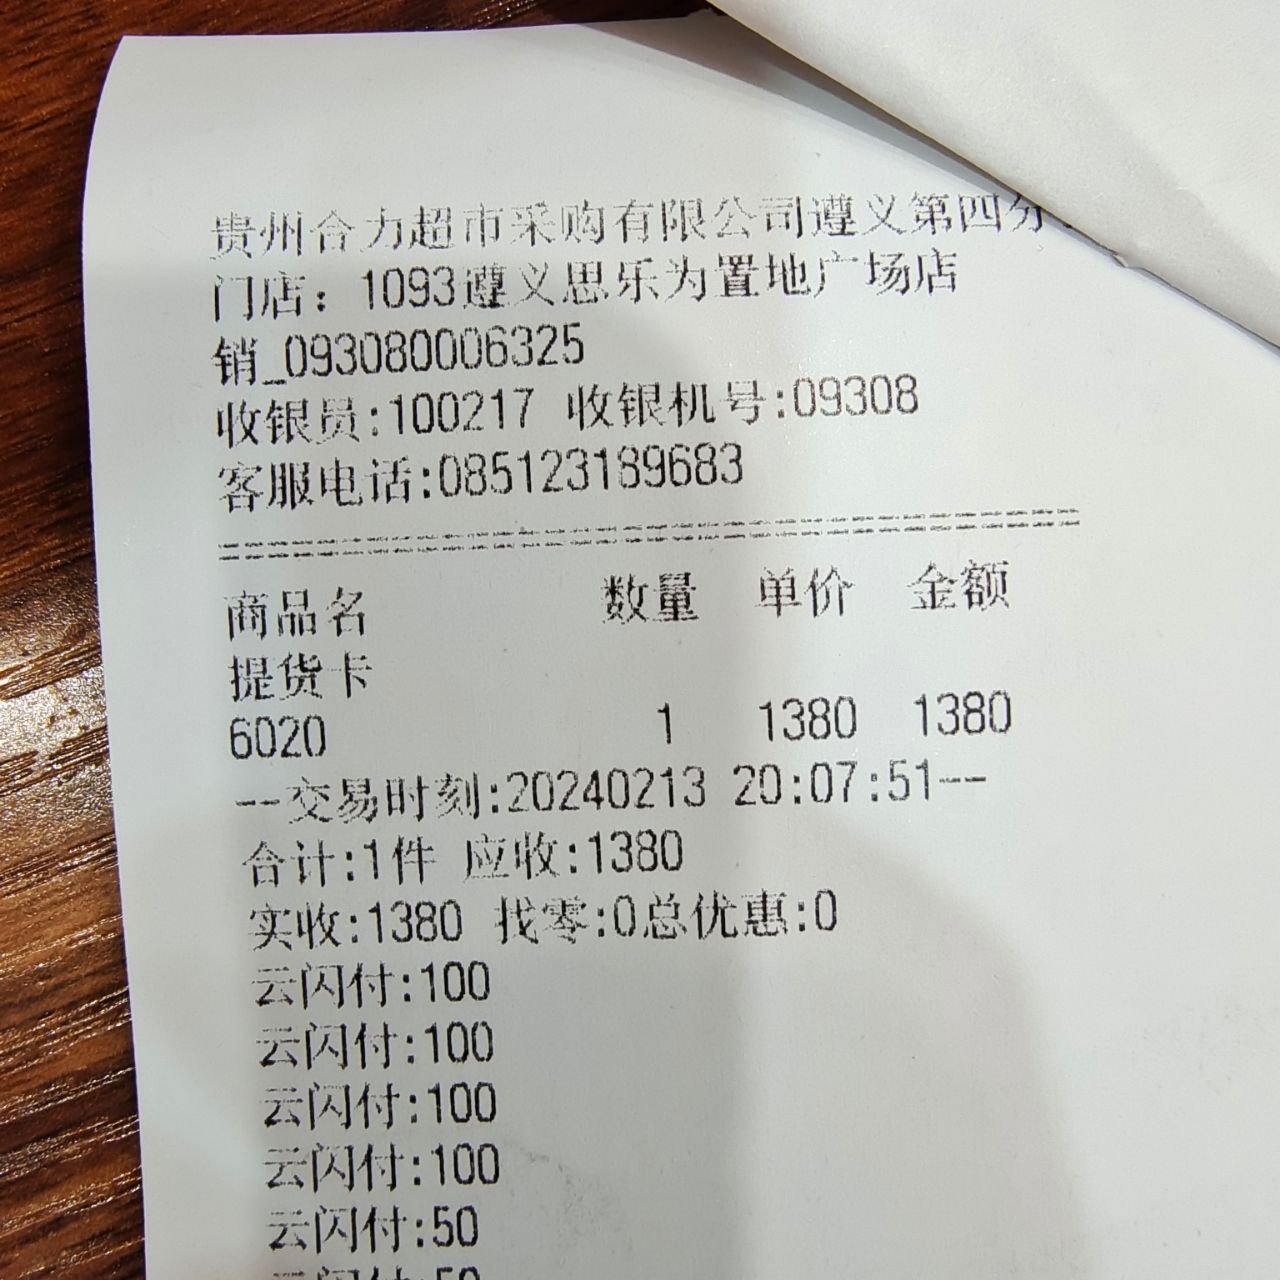 贵州合力超市采购有限公司遵义第四分
门店：1093遵义思乐为置地广场店
销_093080006325
收银员:100217 收银机号:09308
客服电话:085123189683
商品名 数量 单价 金额
提货卡
6020 1 1380 1380
--交易时刻:20240213 20:07:51--
合计:1件 应收:1380
实收:1380 找零:0总优惠:0
云闪付:100
云闪付:100
云闪付:100
云闪付:100
云闪付:50
云闪付:50